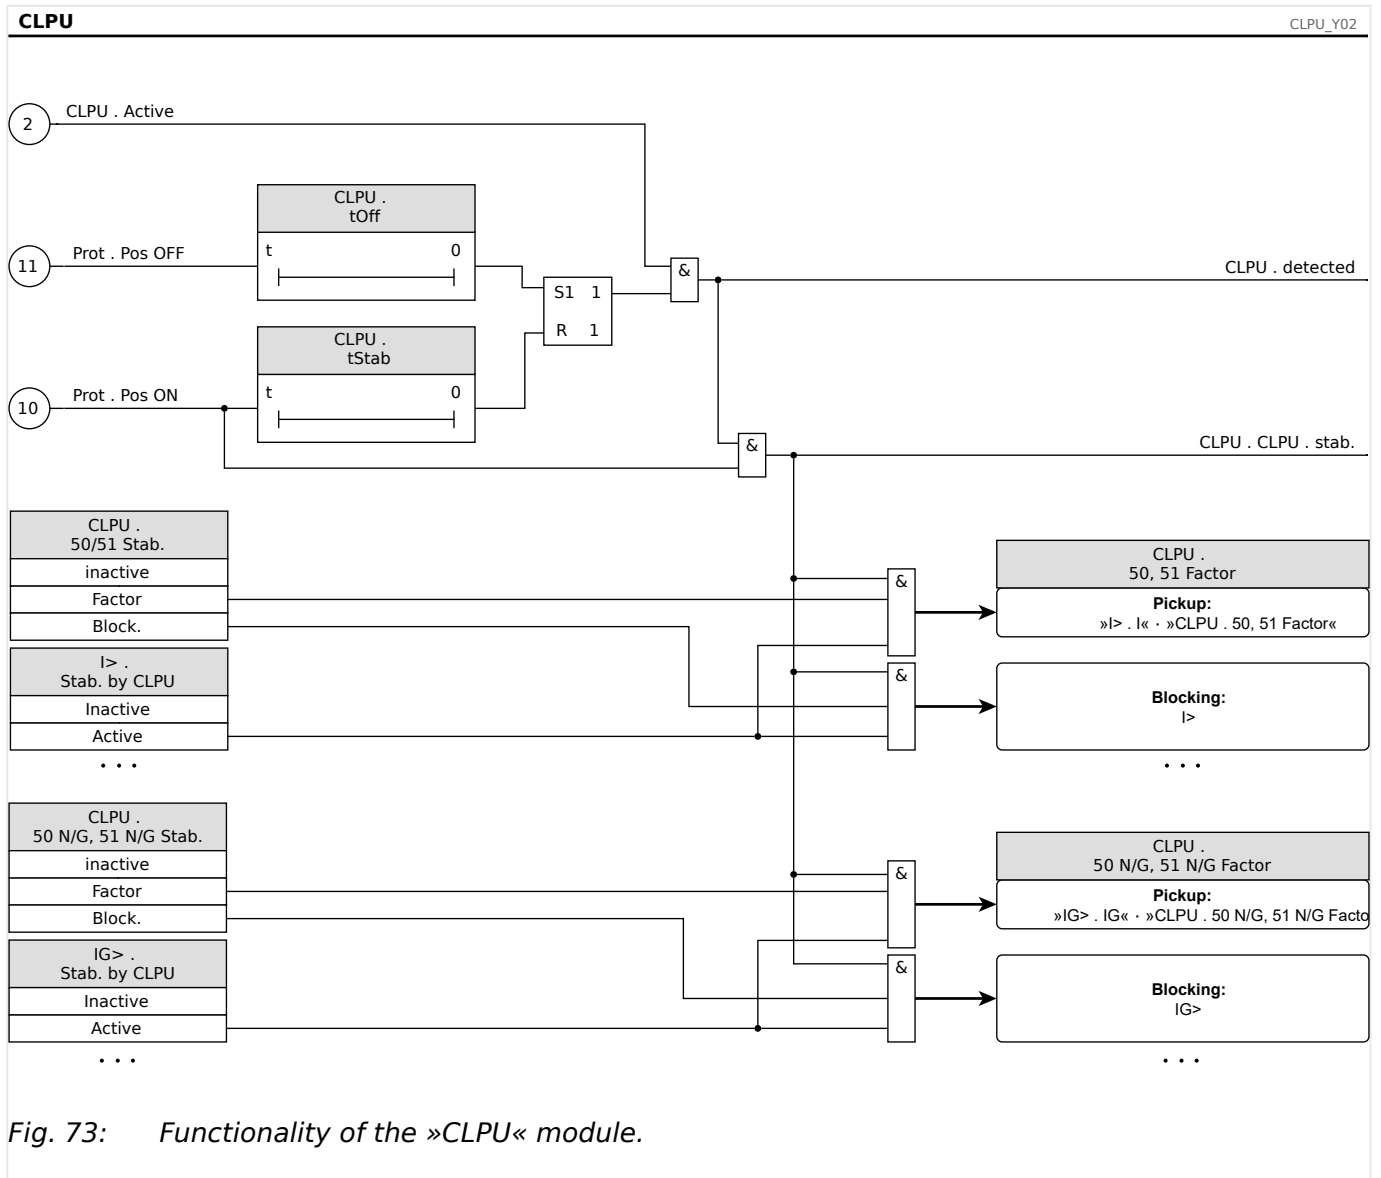 CLPU
CLPU_Y02
2
CLPU . Active
CLPU .
tOff
11
Prot . Pos OFF
t 0
&
CLPU . detected
S1 1
R 1
CLPU .
tStab
10
Prot . Pos ON
t 0
&
CLPU . CLPU . stab.
CLPU .
50/51 Stab.
inactive
Factor
Block.
&
CLPU .
50, 51 Factor
Pickup:
»I> . I« · »CLPU . 50, 51 Factor«
I> .
Stab. by CLPU
Inactive
Active
. . .
&
Blocking:
I>
. . .
CLPU .
50 N/G, 51 N/G Stab.
inactive
Factor
Block.
&
CLPU .
50 N/G, 51 N/G Factor
Pickup:
»IG> . IG« · »CLPU . 50 N/G, 51 N/G Facto
IG> .
Stab. by CLPU
Inactive
Active
. . .
&
Blocking:
IG>
. . .
Fig. 73: Functionality of the »CLPU« module.